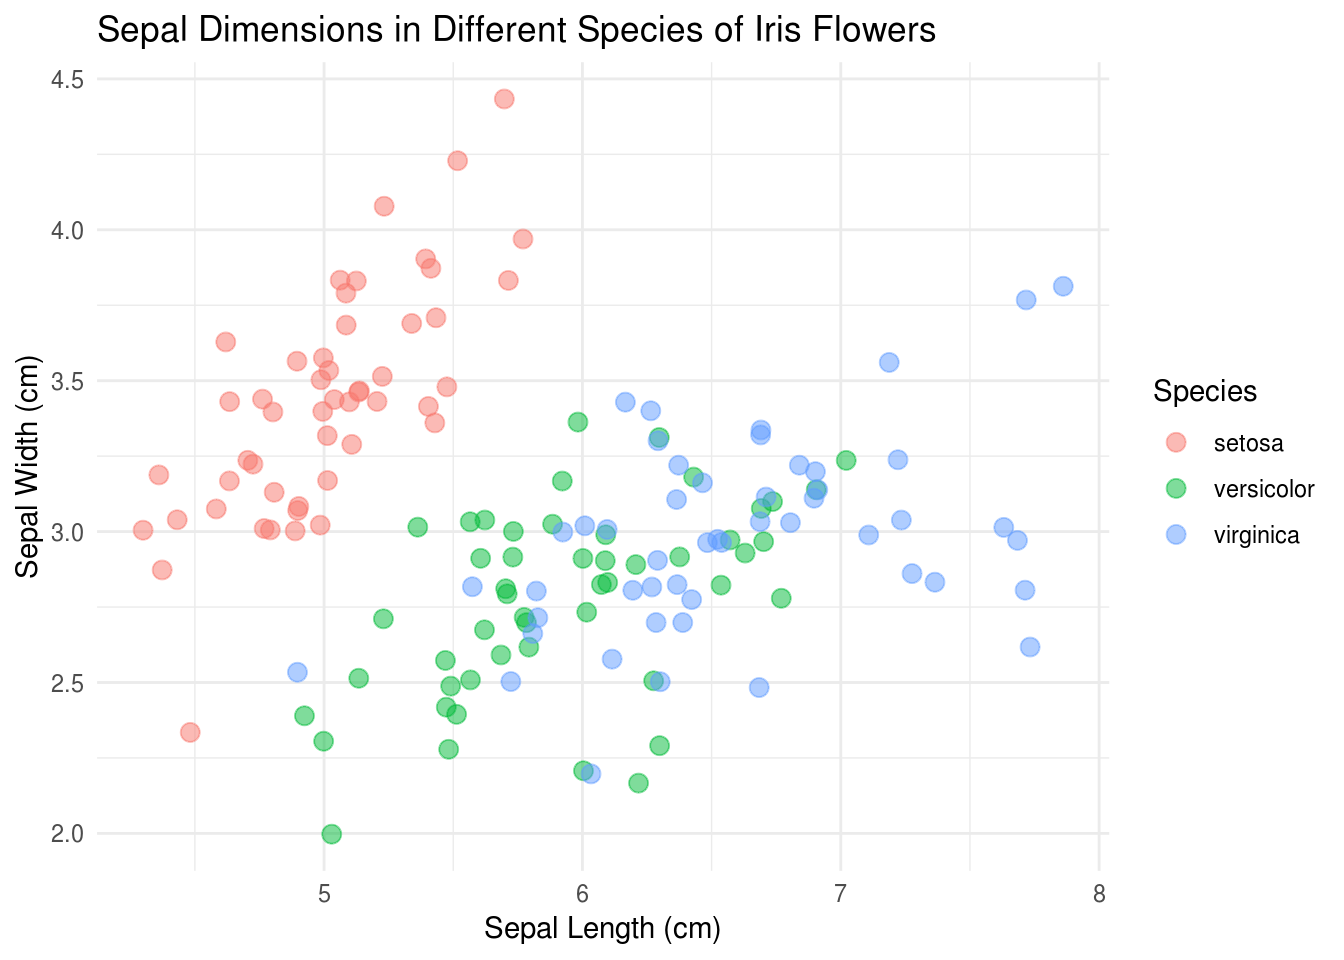 Sepal Dimensions in Different Species of Iris Flowers
4.5
4.0
3.5
3.0
2.5
2.0
Sepal Width (cm)
5 6 7 8
Sepal Length (cm)
Species
setosa
versicolor
virginica